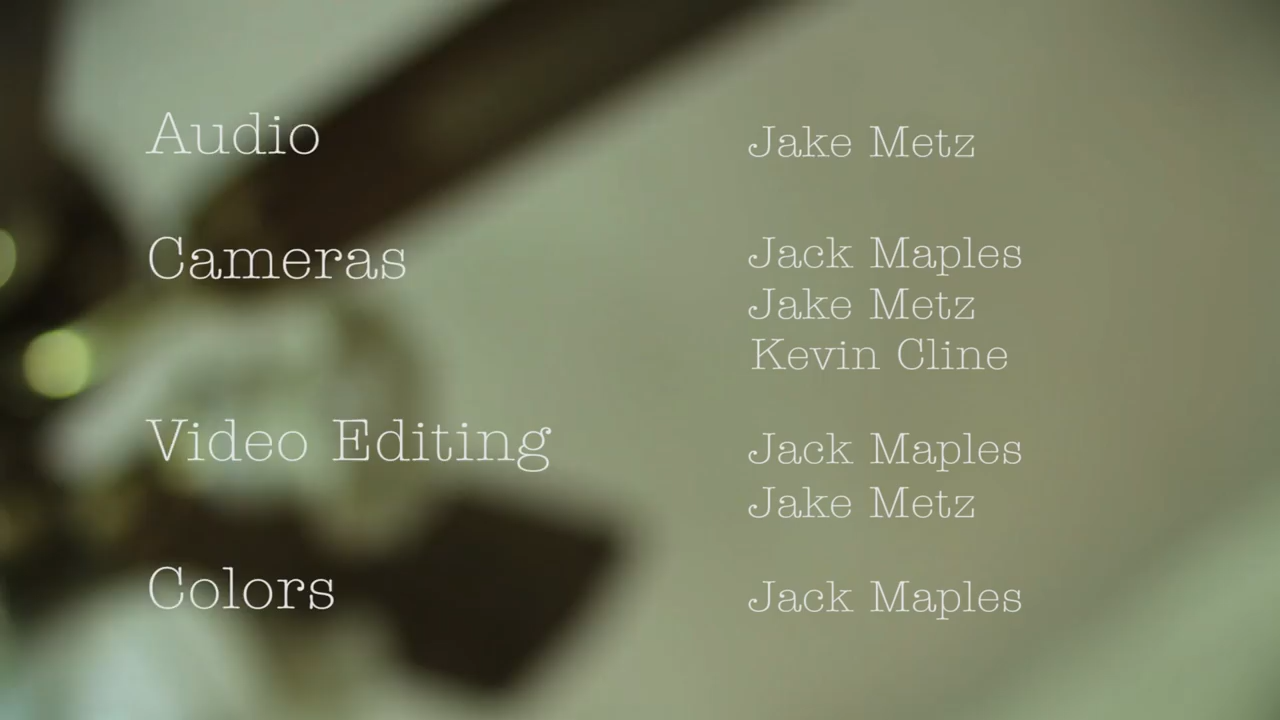 Audio Jake Metz
Cameras Jack Maples
Jake Metz
Kevin Cline
Video Editing Jack Maples
Jake Metz
Colors Jack Maples